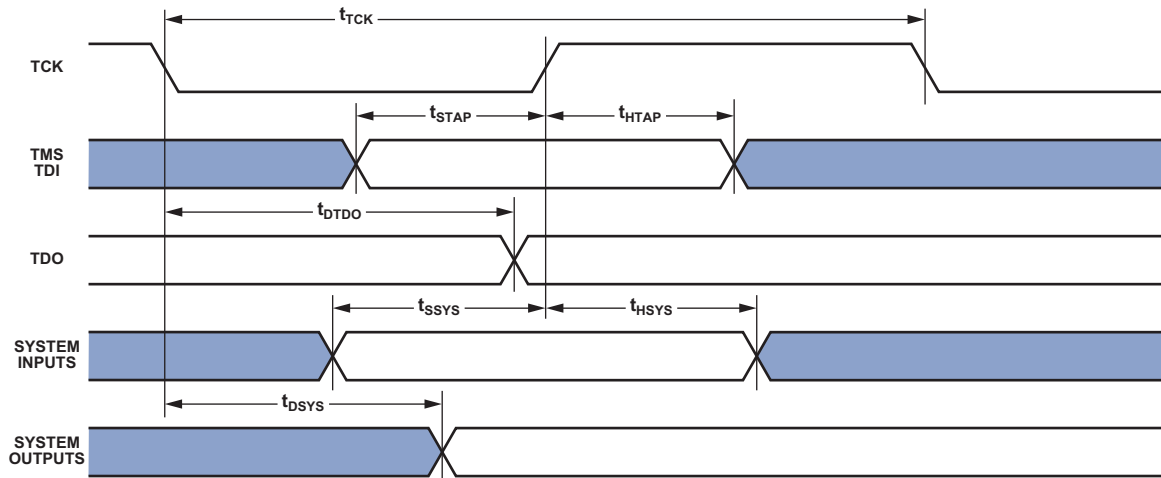 tTCK
TCK
tSTAP
tHTAP
TMS
TDI
tDTDO
TDO
tSSYS
tHSYS
SYSTEM
INPUTS
tDSYS
SYSTEM
OUTPUTS